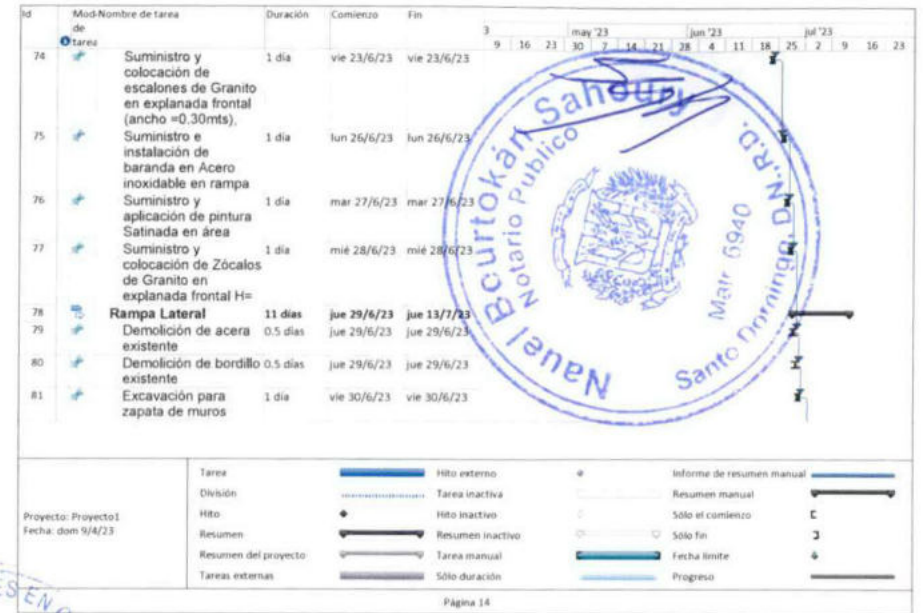 Id Mod Nombre de tarea Duración Comienzo Fin
de
tarea
3 may '23 jun '23 jul '23
9 16 23 30 7 14 21 28 4 11 18 25 2 9 16 23
74 Suministro y 1 día vie 23/6/23 vie 23/6/23
colocación de
escalones de Granito
en explanada frontal
(ancho =0.30mts),
75 Suministro e 1 día lun 26/6/23 lun 26/6/23
instalación de
baranda en Acero
inoxidable en rampa
76 Suministro y 1 día mar 27/6/23 mar 27/6/23
aplicación de pintura
Satinada en área
77 Suministro y 1 día mié 28/6/23 mié 28/6/23
colocación de Zócalos
de Granito en
explanada frontal H=
78 Rampa Lateral 11 días jue 29/6/23 jue 13/7/23
79 Demolición de acera 0.5 días jue 29/6/23 jue 29/6/23
existente
80 Demolición de bordillo 0.5 días jue 29/6/23 jue 29/6/23
existente
81 Excavación para 1 día vie 30/6/23 vie 30/6/23
zapata de muros
Nauel Bcurtokán Sahoury
Notario Publico
Matr 6940
Santo Domingo, D.N.,R.D.
Proyecto: Proyecto1
Fecha: dom 9/4/23
Tarea Hito externo Informe de resumen manual
División Tarea inactiva Resumen manual
Hito Hito inactivo Sólo el comienzo
Resumen Resumen inactivo Sólo fin
Resumen del proyecto Tarea manual Fecha límite
Tareas externas Sólo duración Progreso
Página 14